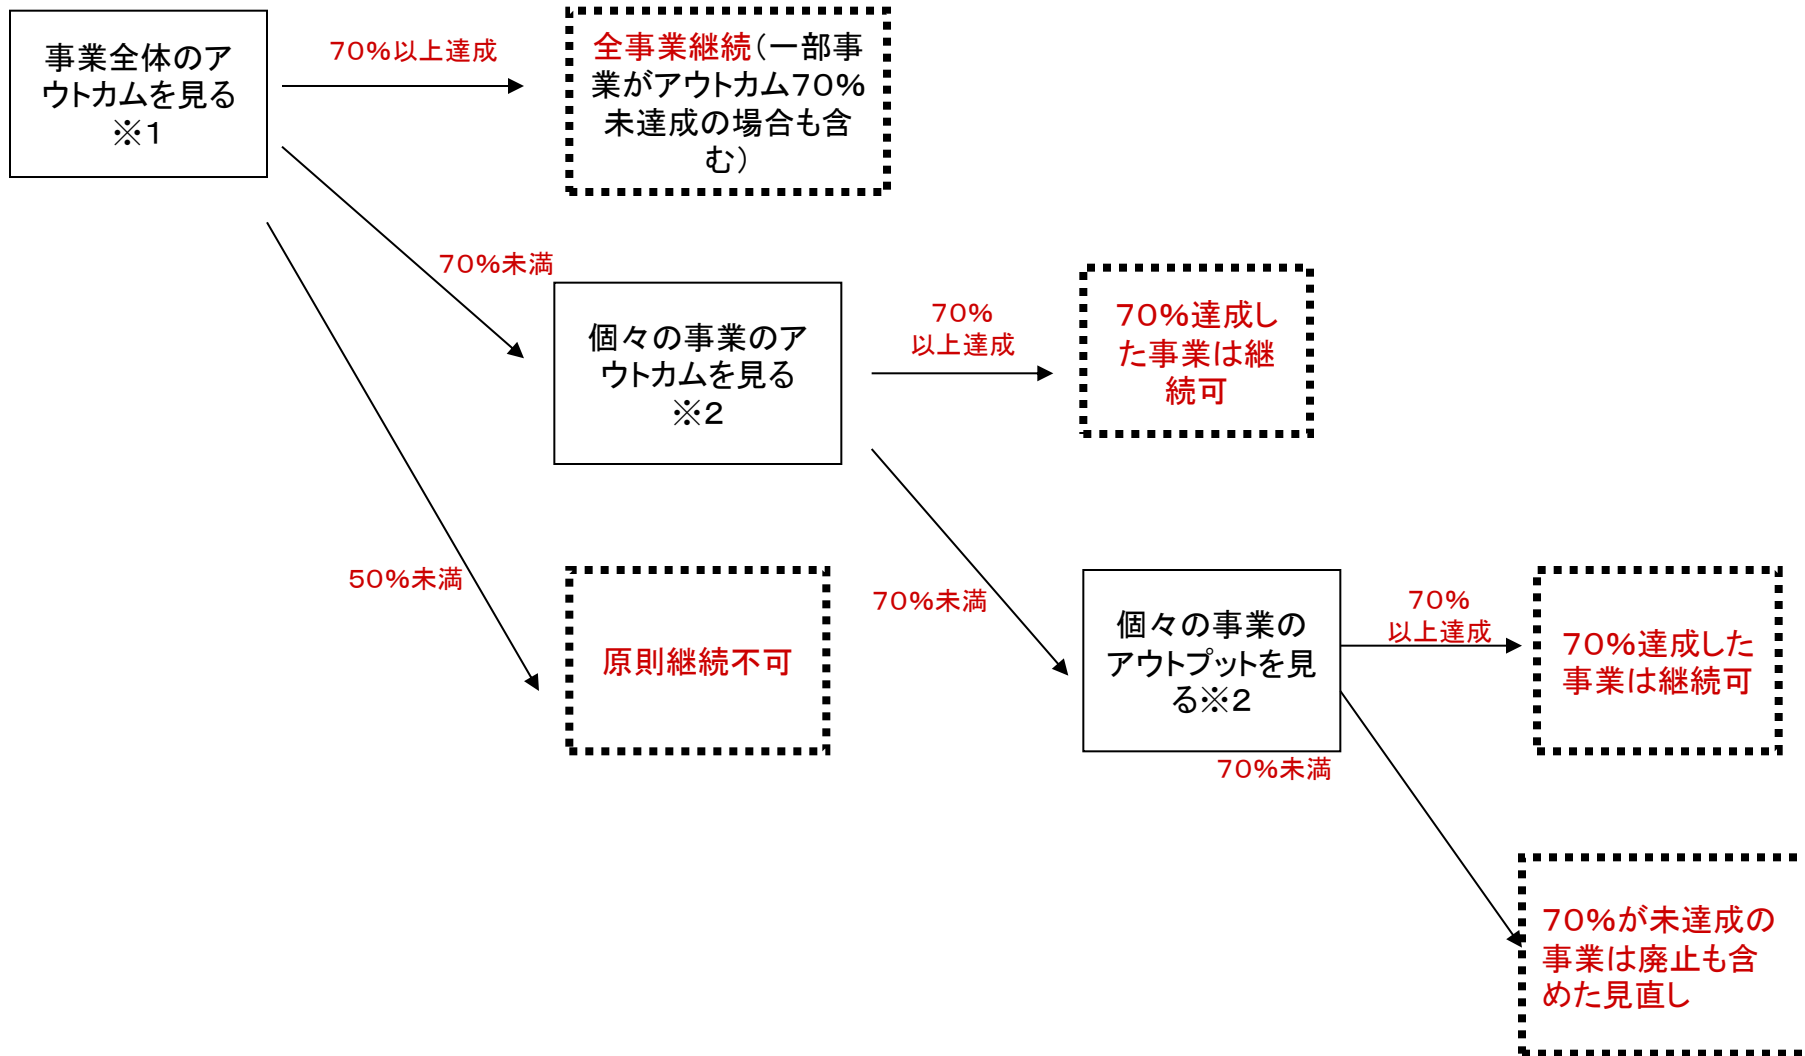 事業全体のア
ウトカムを見る
※1
70%以上達成
全事業継続(一部事
業がアウトカム70%
未達成の場合も含
む)
70%未満
個々の事業のア
ウトカムを見る
※2
70%
以上達成
70%達成し
た事業は継
続可
50%未満
原則継続不可
70%未満
個々の事業の
アウトプットを見
る※2
70%
以上達成
70%達成した
事業は継続可
70%未満
70%が未達成の
事業は廃止も含
めた見直し